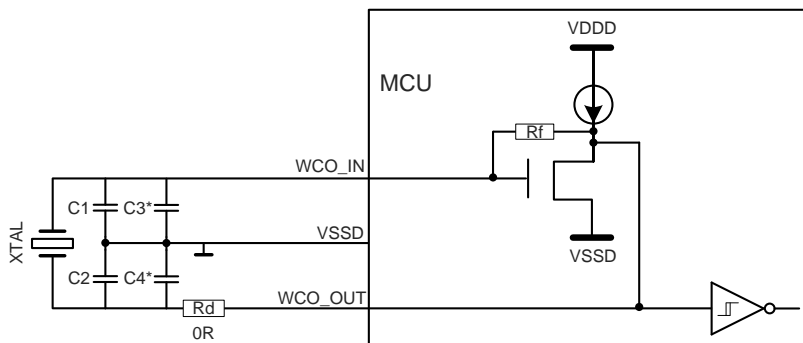 VDDD
MCU
Rf
WCO_IN
C1
C3*
XTAL
VSSD
VSSD
C2
C4*
WCO_OUT
Rd
0R